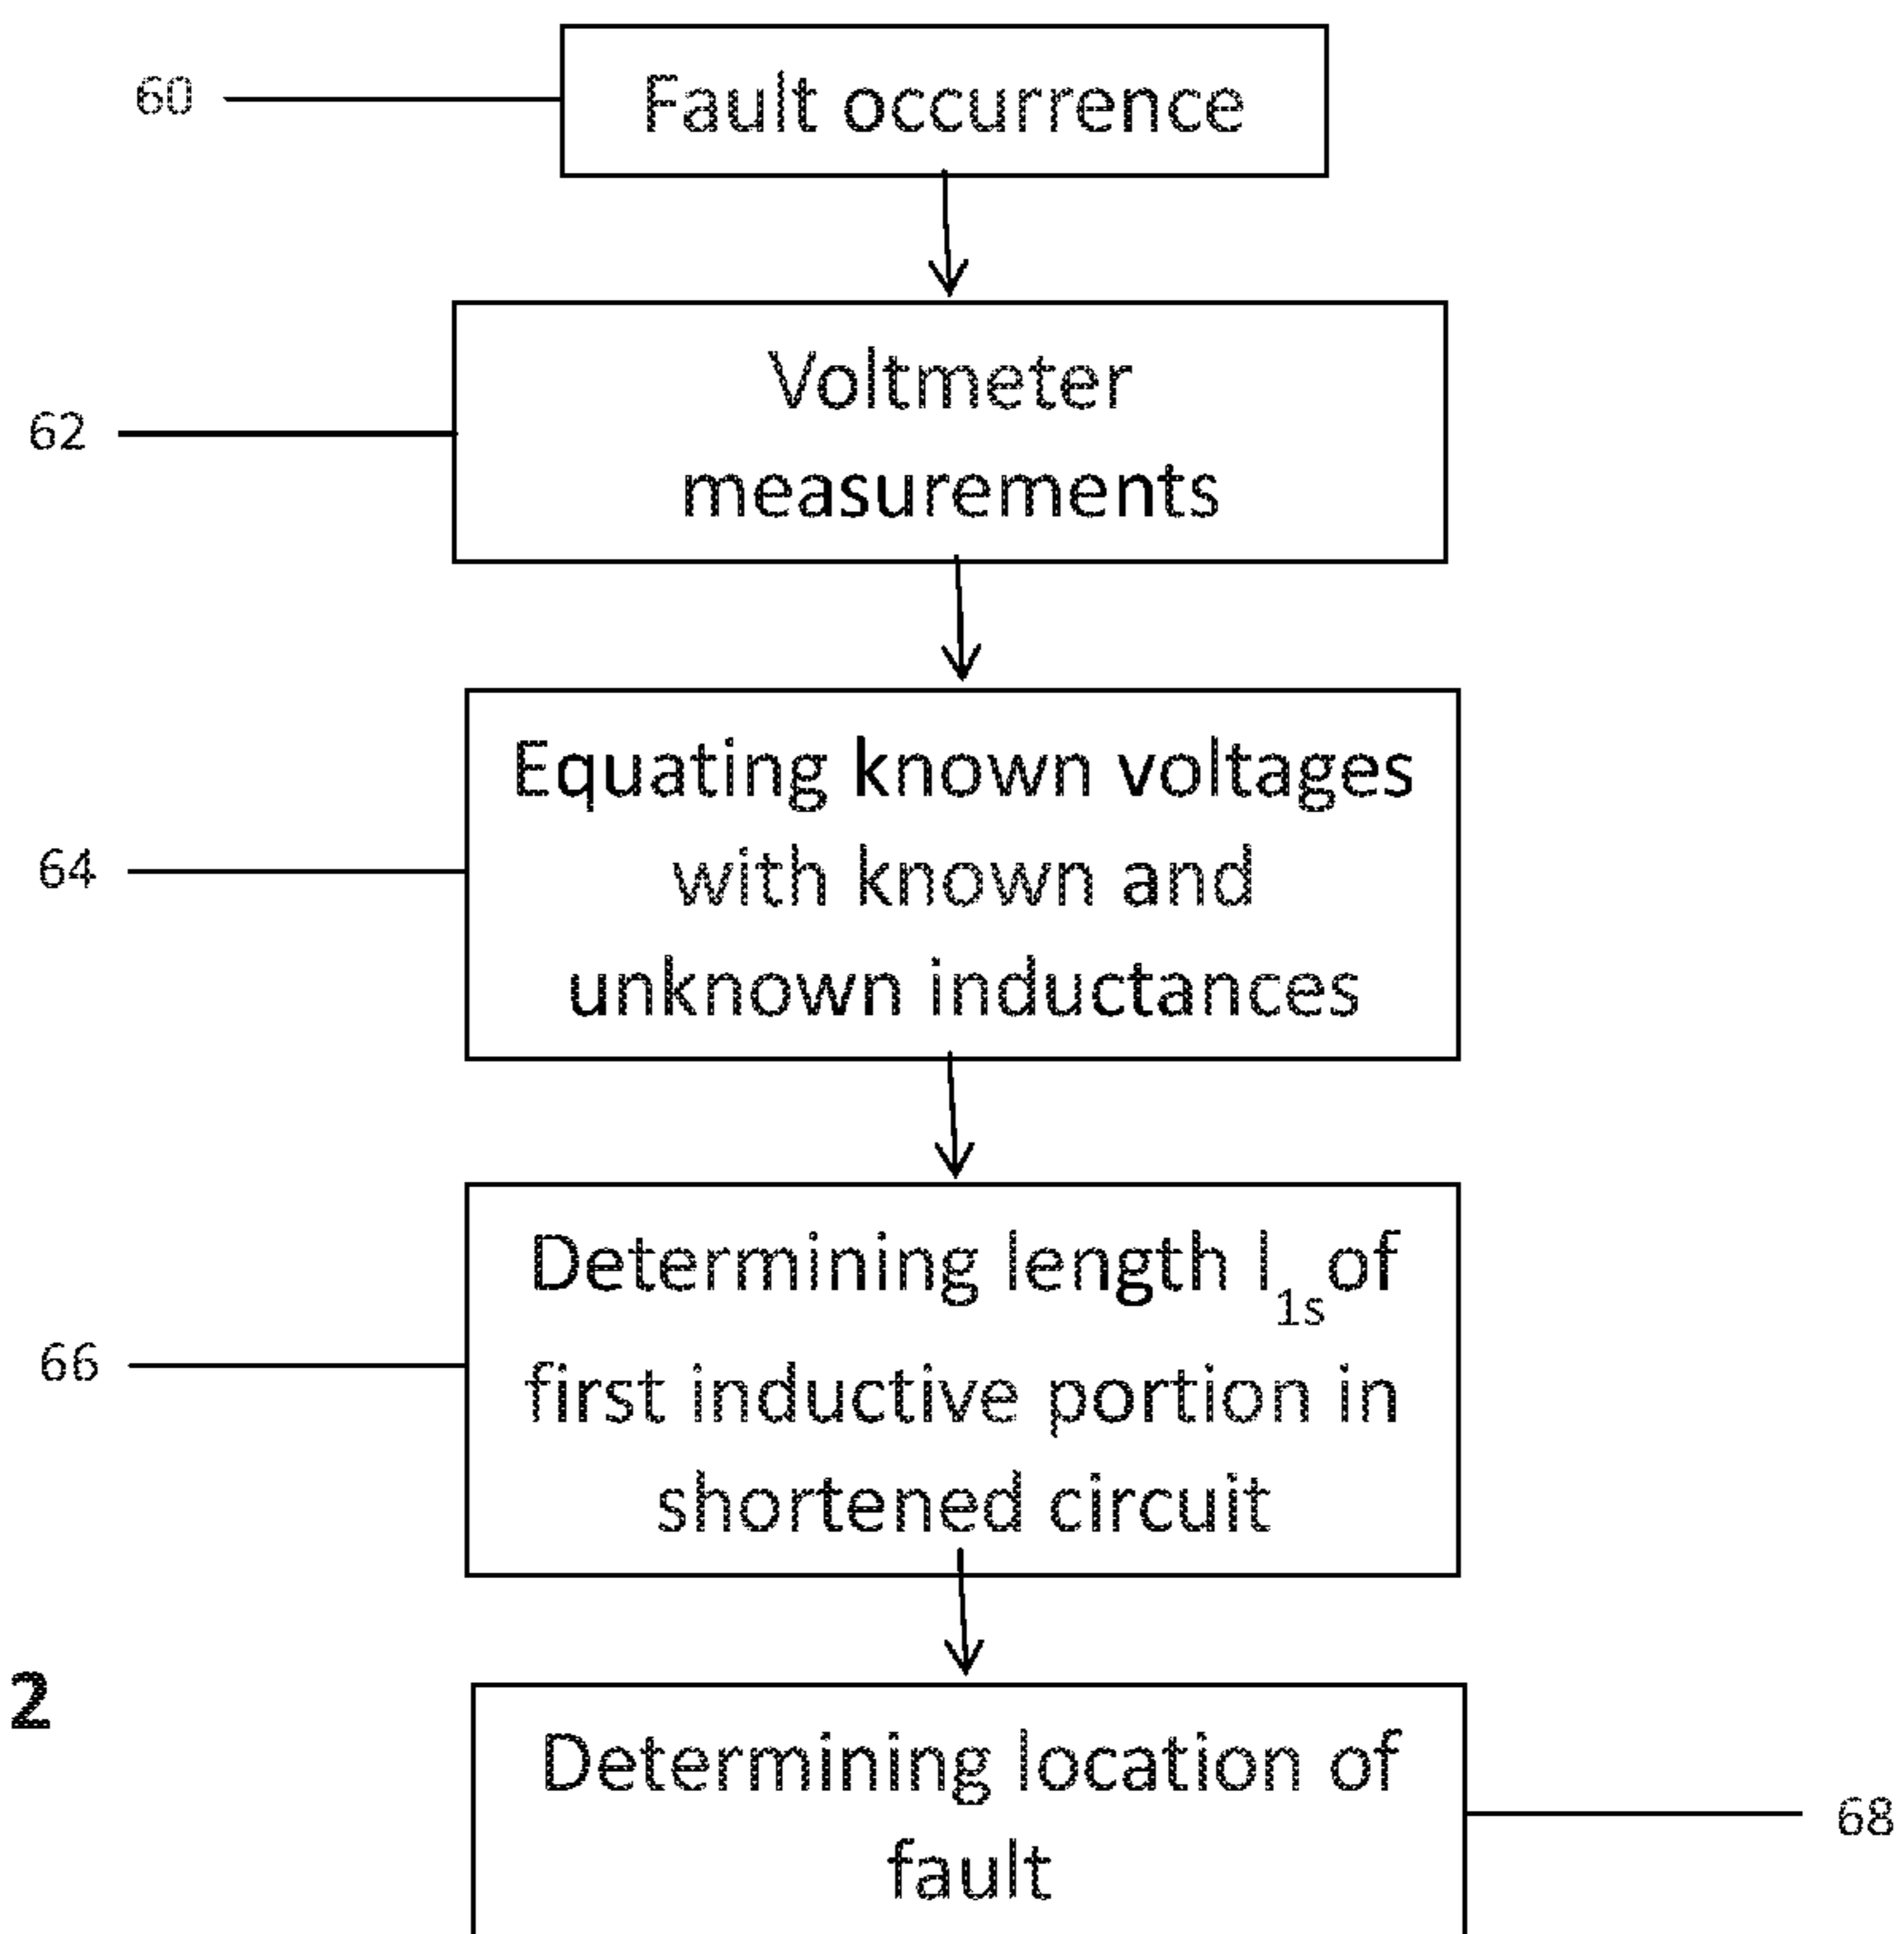 60
Fault occurrence
62
Voltmeter
measurements
64
Equating known voltages
with known and
unknown inductances
66
Determining length l1s of
first inductive portion in
shortened circuit
2
Determining location of
fault
68